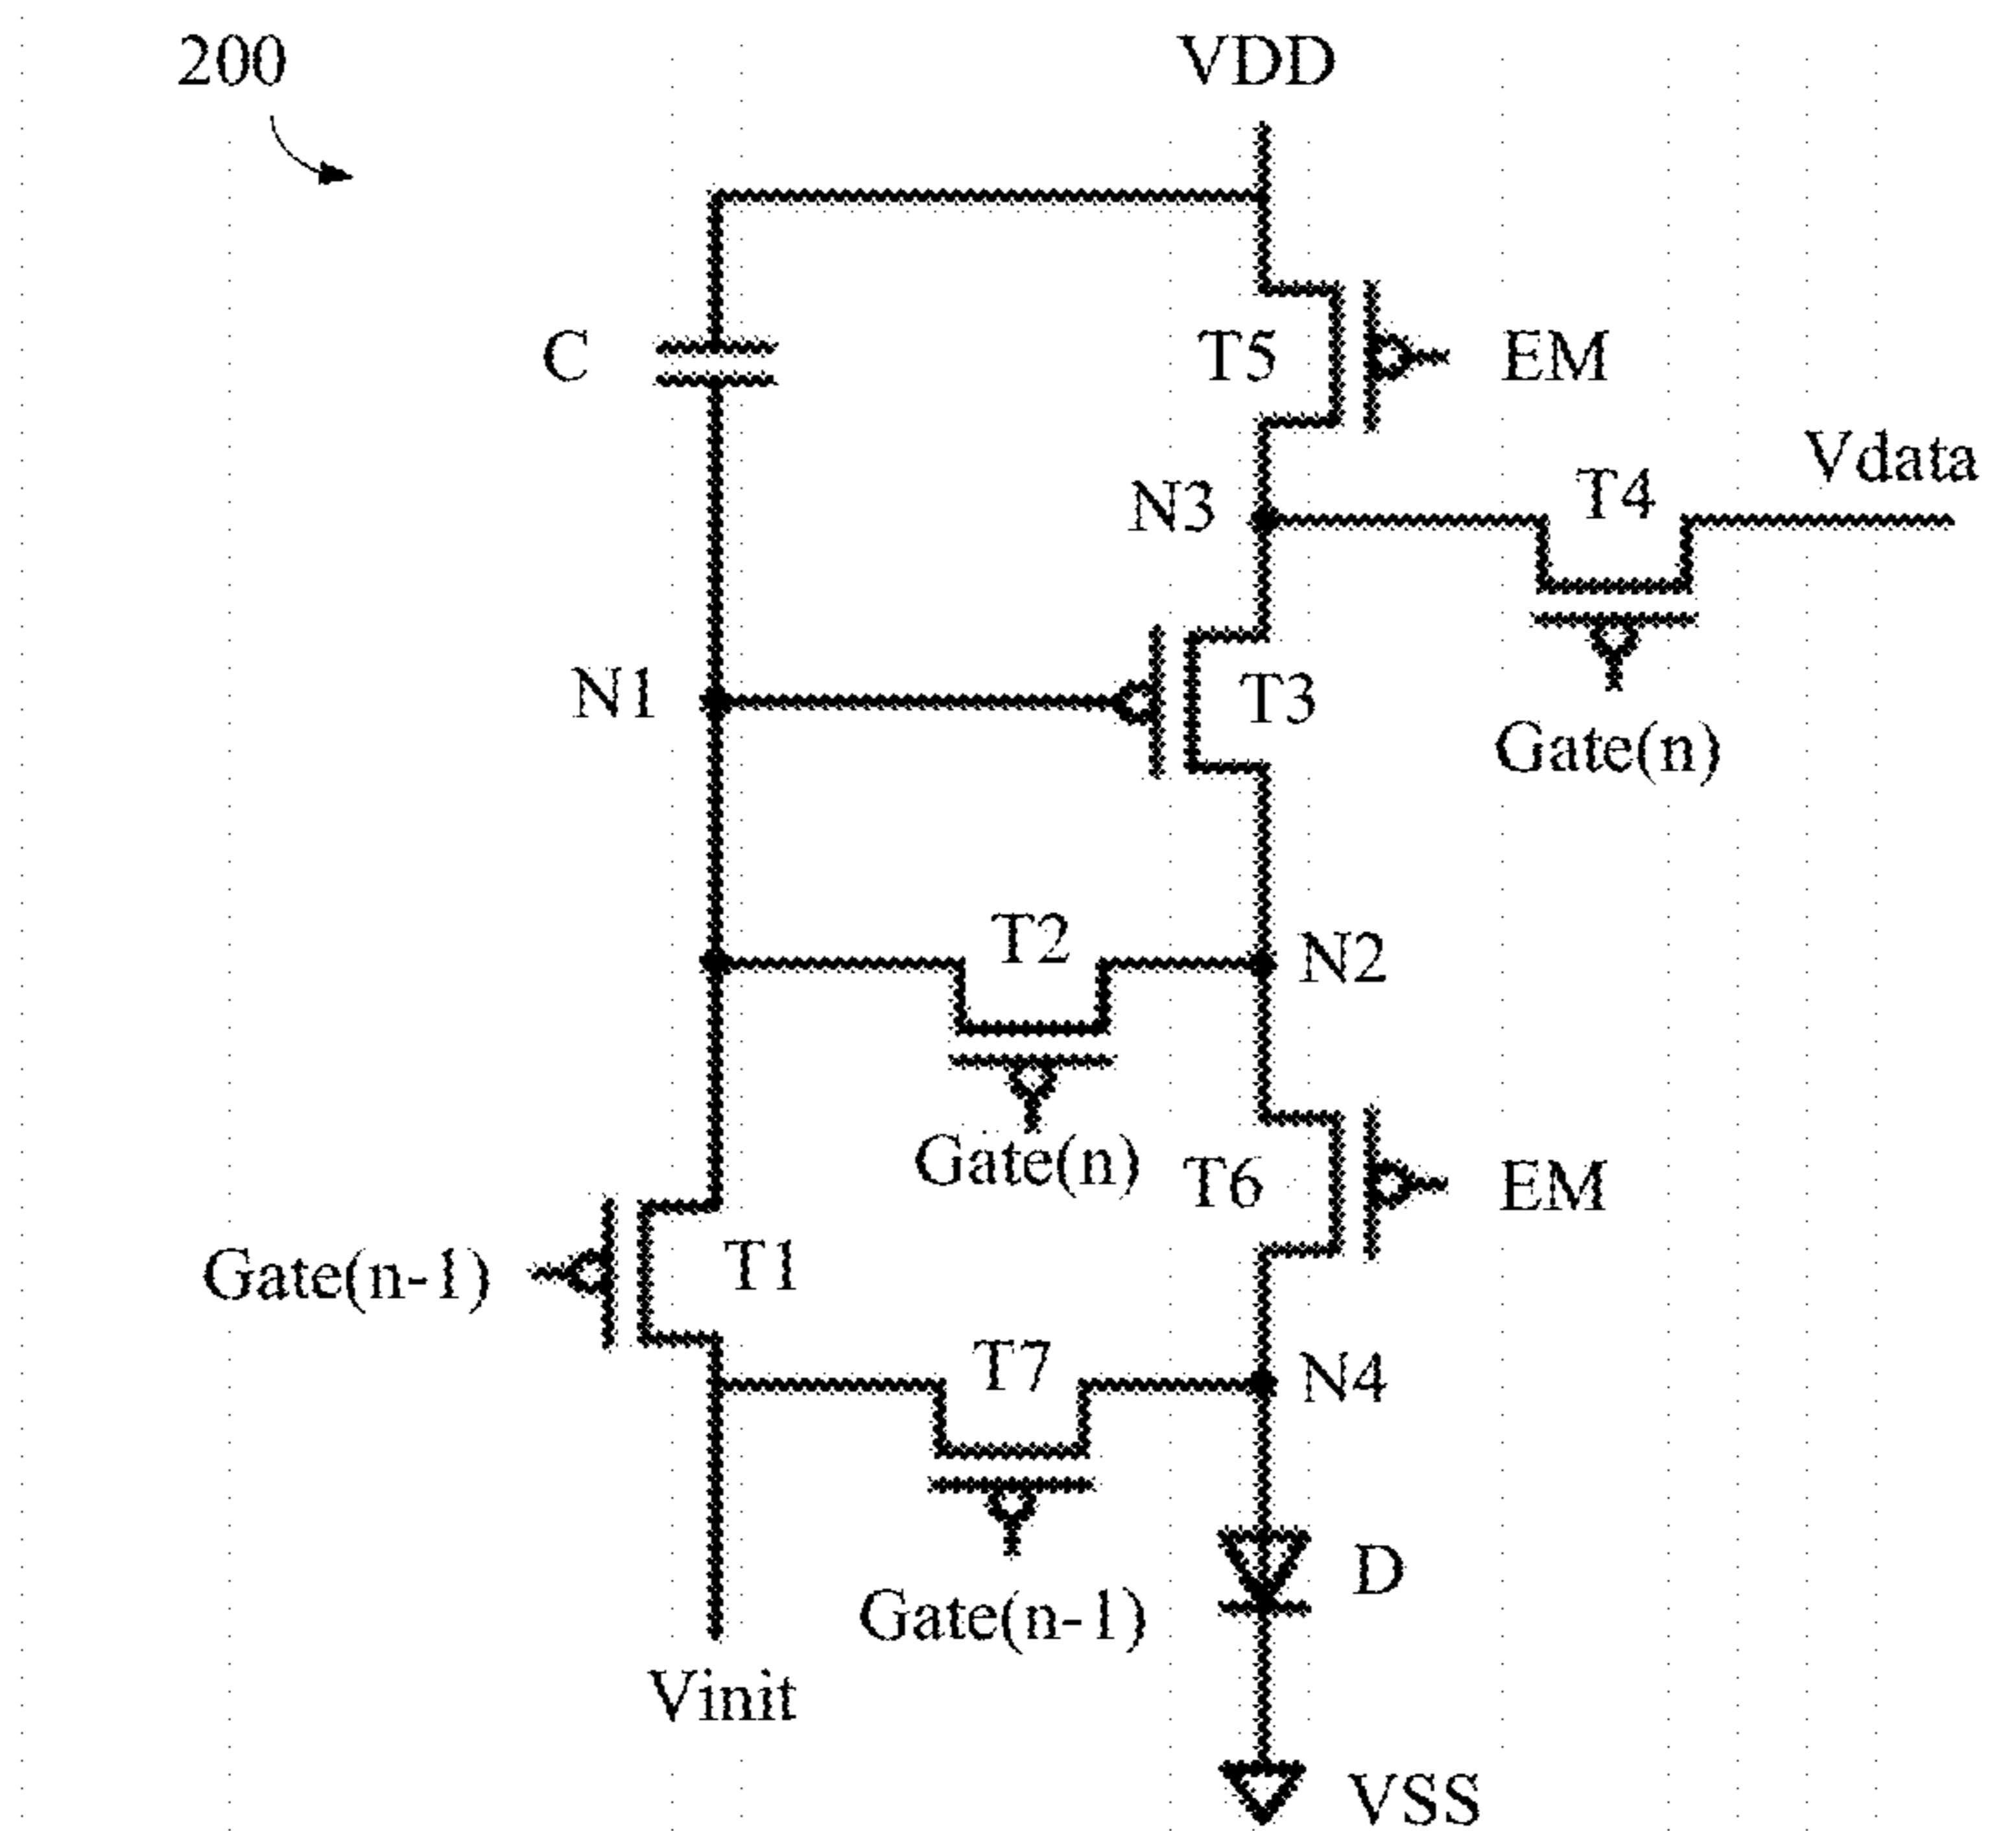 200
VDD
C
T5
EM
Vdata
T4
N3
N1
T3
Gate(n)
T2
N2
Gate(n)
T6
EM
Gate(n-1)
T1
T7
N4
D
Gate(n-1)
Vinit
VSS